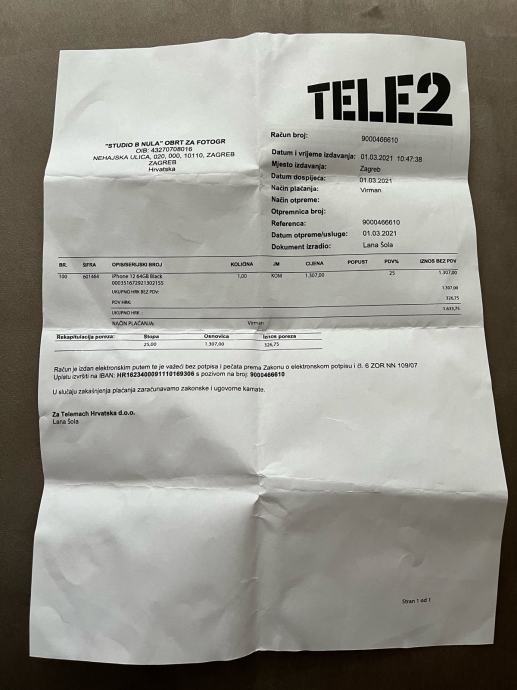 TELE2
"STUDIO B NULA" OBRT ZA FOTOGR
OIB: 43270708016
NEHAJSKA ULICA, 020, 000, 10110, ZAGREB
ZAGREB
Hrvatska
Račun broj: 9000466610
Datum i vrijeme izdavanja: 01.03.2021 10:47:38
Mjesto izdavanja: Zagreb
Datum dospijeća: 01.03.2021
Način plaćanja: Virman
Način otpreme:
Otpremnica broj:
Referenca: 9000466610
Datum otpreme/usluge: 01.03.2021
Dokument izradio: Lana Šola
BR. ŠIFRA OPIS/SERIJSKI BROJ KOLIČINA JM CIJENA POPUST PDV% IZNOS BEZ PDV
100 601464 iPhone 12 64GB Black 1,00 KOM 1.307,00 25 1.307,00
000351672921302155
UKUPNO HRK BEZ PDV: 1.307,00
PDV HRK: 326,75
UKUPNO HRK : 1.633,75
NAČIN PLAĆANJA: Virman
Rekapitulacija poreza: Stopa Osnovica Iznos poreza
25,00 1.307,00 326,75
Račun je izdan elektronskim putem te je važeći bez potpisa i pečata prema Zakonu o elektronskom potpisu i čl. 6 ZOR NN 109/07
Uplatu izvršiti na IBAN: HR1623400091110169306 s pozivom na broj: 9000466610
U slučaju zakašnjenja plaćanja zaračunavamo zakonske i ugovorne kamate.
Za Telemach Hrvatska d.o.o.
Lana Šola
Stran 1 od 1